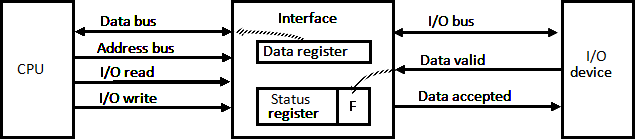 Data bus
Interface
I/O bus
Address bus
Data register
CPU
I/O read
Data valid
I/O
device
I/O write
Status
register
F
Data accepted